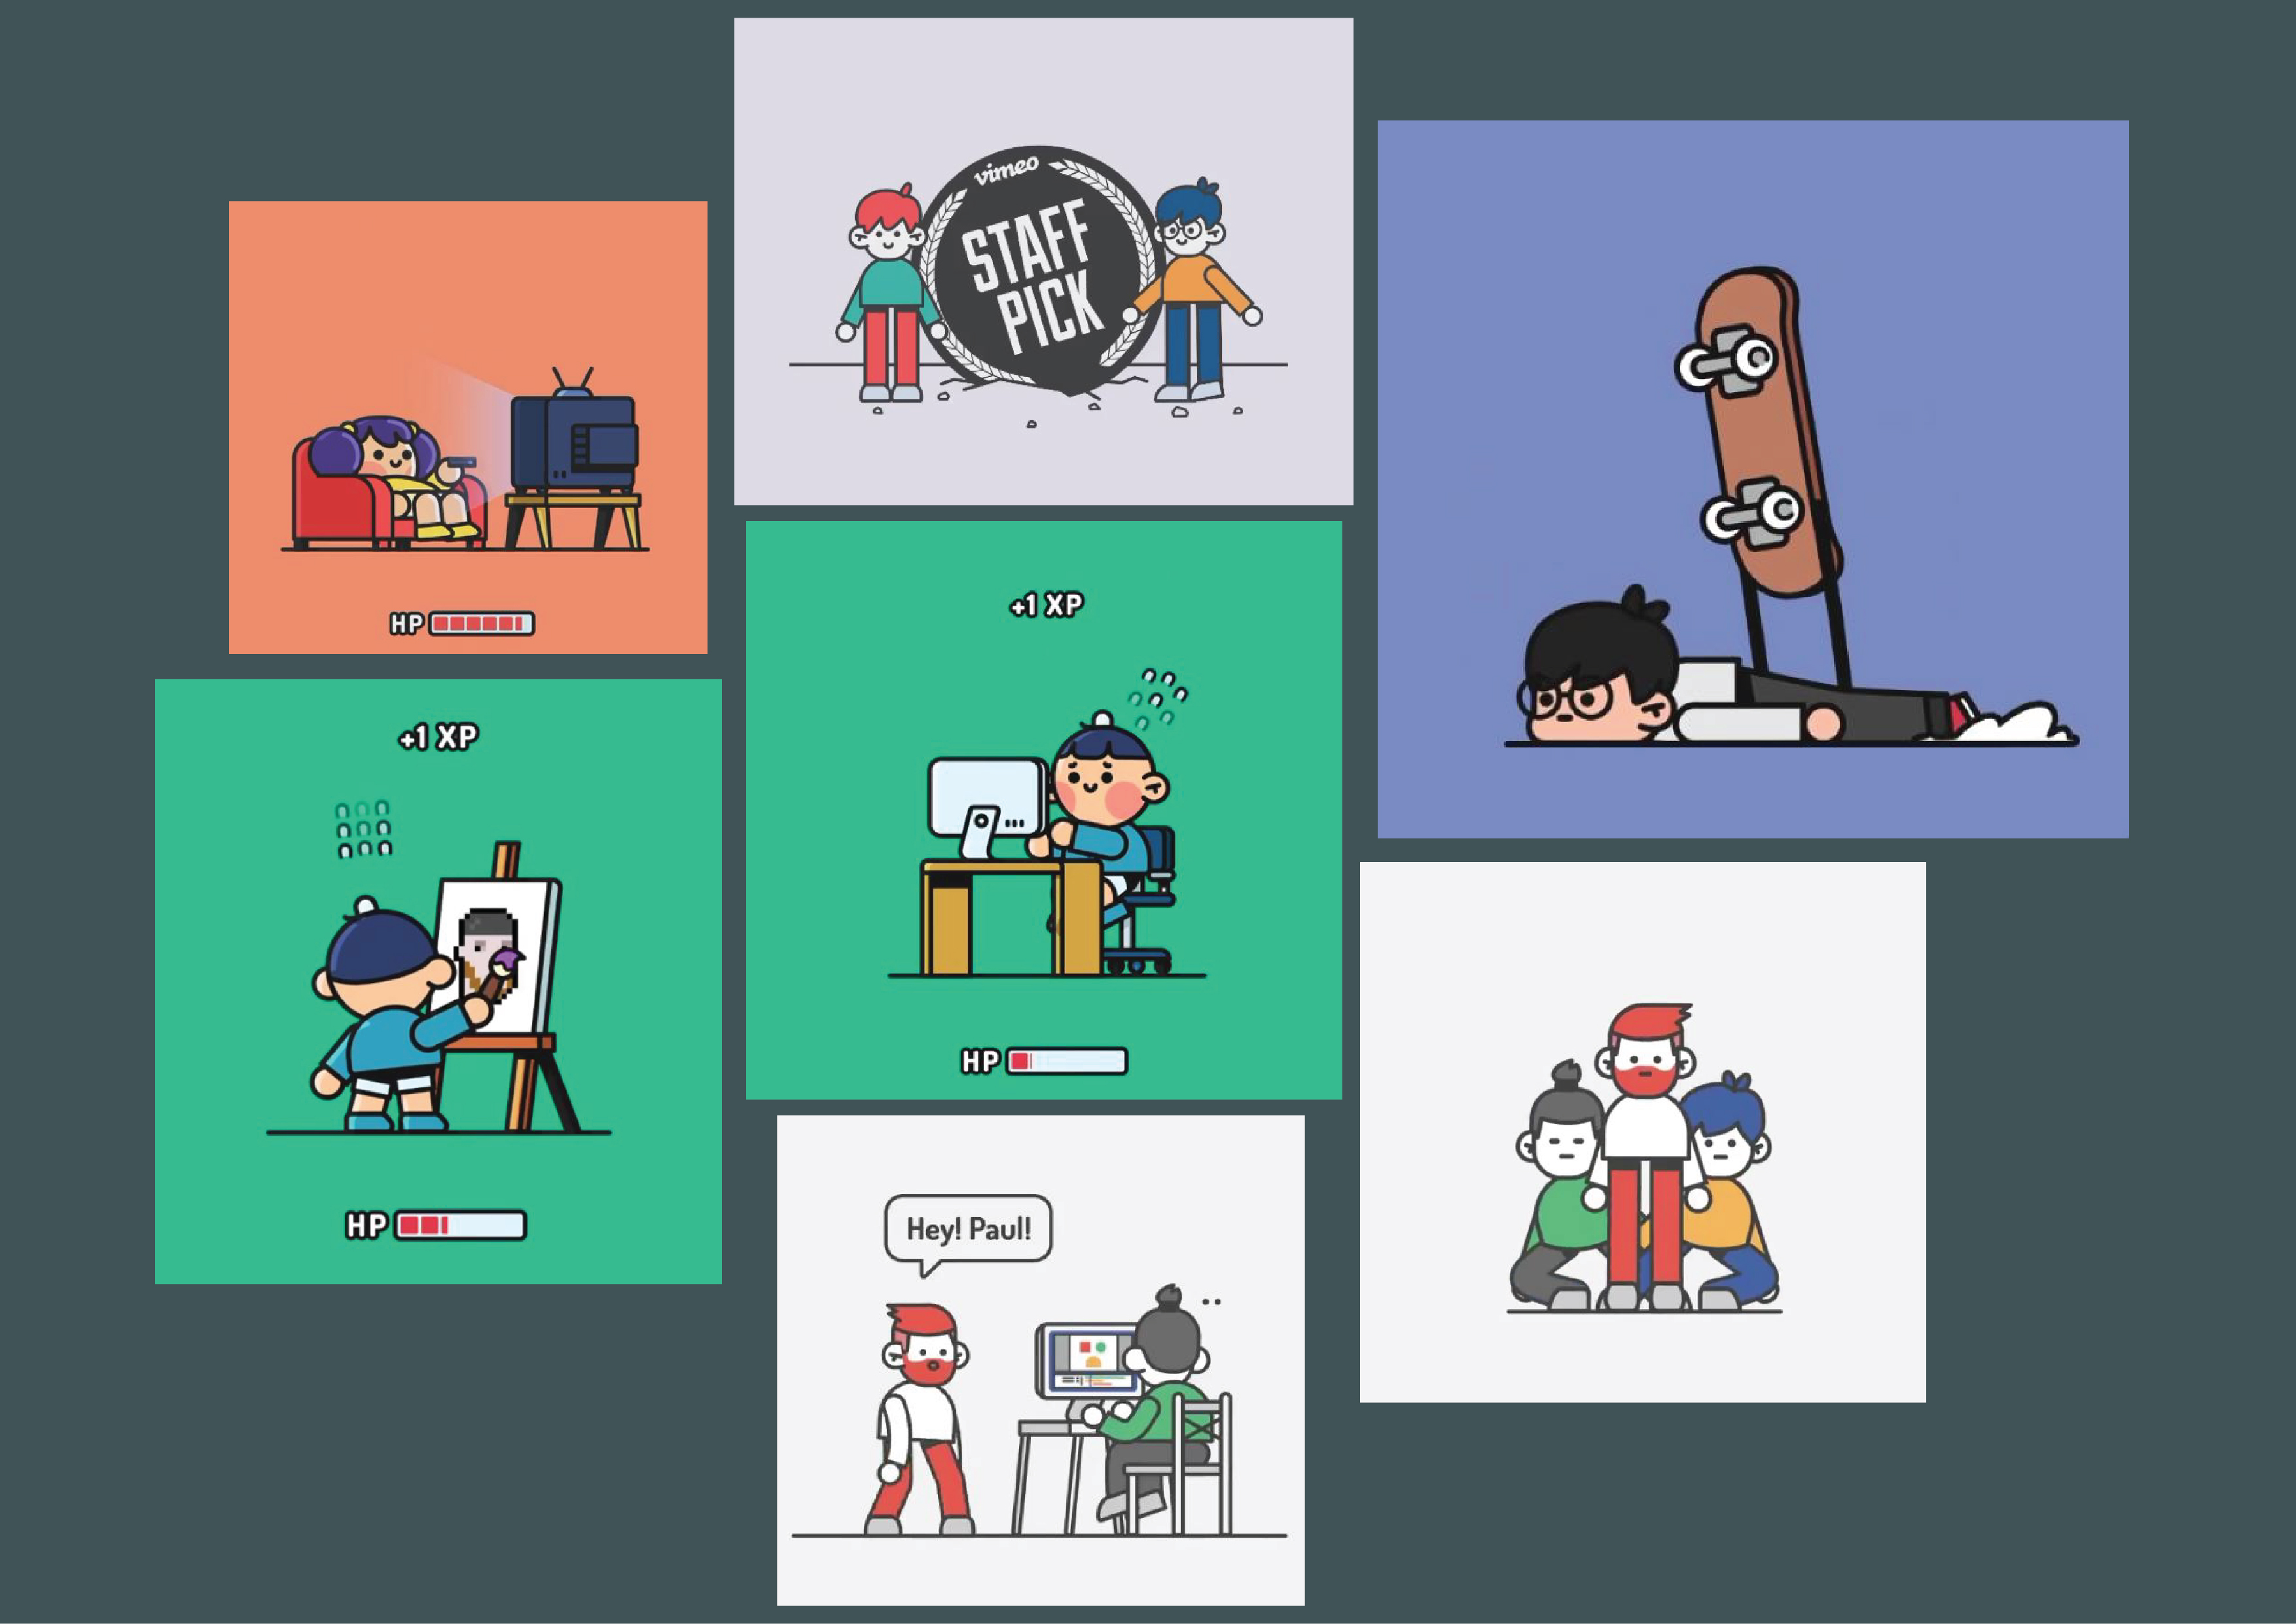 vimeo
STAFF
PICK
HP
+1 XP
+1 XP
HP
HP
Hey! Paul!